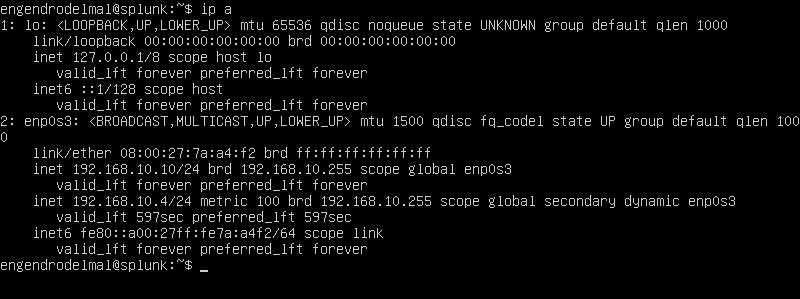 engendrodelmal@splunk:~$ ip a
1: lo: <LOOPBACK,UP,LOWER_UP> mtu 65536 qdisc noqueue state UNKNOWN group default qlen 1000
    link/loopback 00:00:00:00:00:00 brd 00:00:00:00:00:00
    inet 127.0.0.1/8 scope host lo
       valid_lft forever preferred_lft forever
    inet6 ::1/128 scope host
       valid_lft forever preferred_lft forever
2: enp0s3: <BROADCAST,MULTICAST,UP,LOWER_UP> mtu 1500 qdisc fq_codel state UP group default qlen 100
0
    link/ether 08:00:27:7a:a4:f2 brd ff:ff:ff:ff:ff:ff
    inet 192.168.10.10/24 brd 192.168.10.255 scope global enp0s3
       valid_lft forever preferred_lft forever
    inet 192.168.10.4/24 metric 100 brd 192.168.10.255 scope global secondary dynamic enp0s3
       valid_lft 597sec preferred_lft 597sec
    inet6 fe80::a00:27ff:fe7a:a4f2/64 scope link
       valid_lft forever preferred_lft forever
engendrodelmal@splunk:~$ _